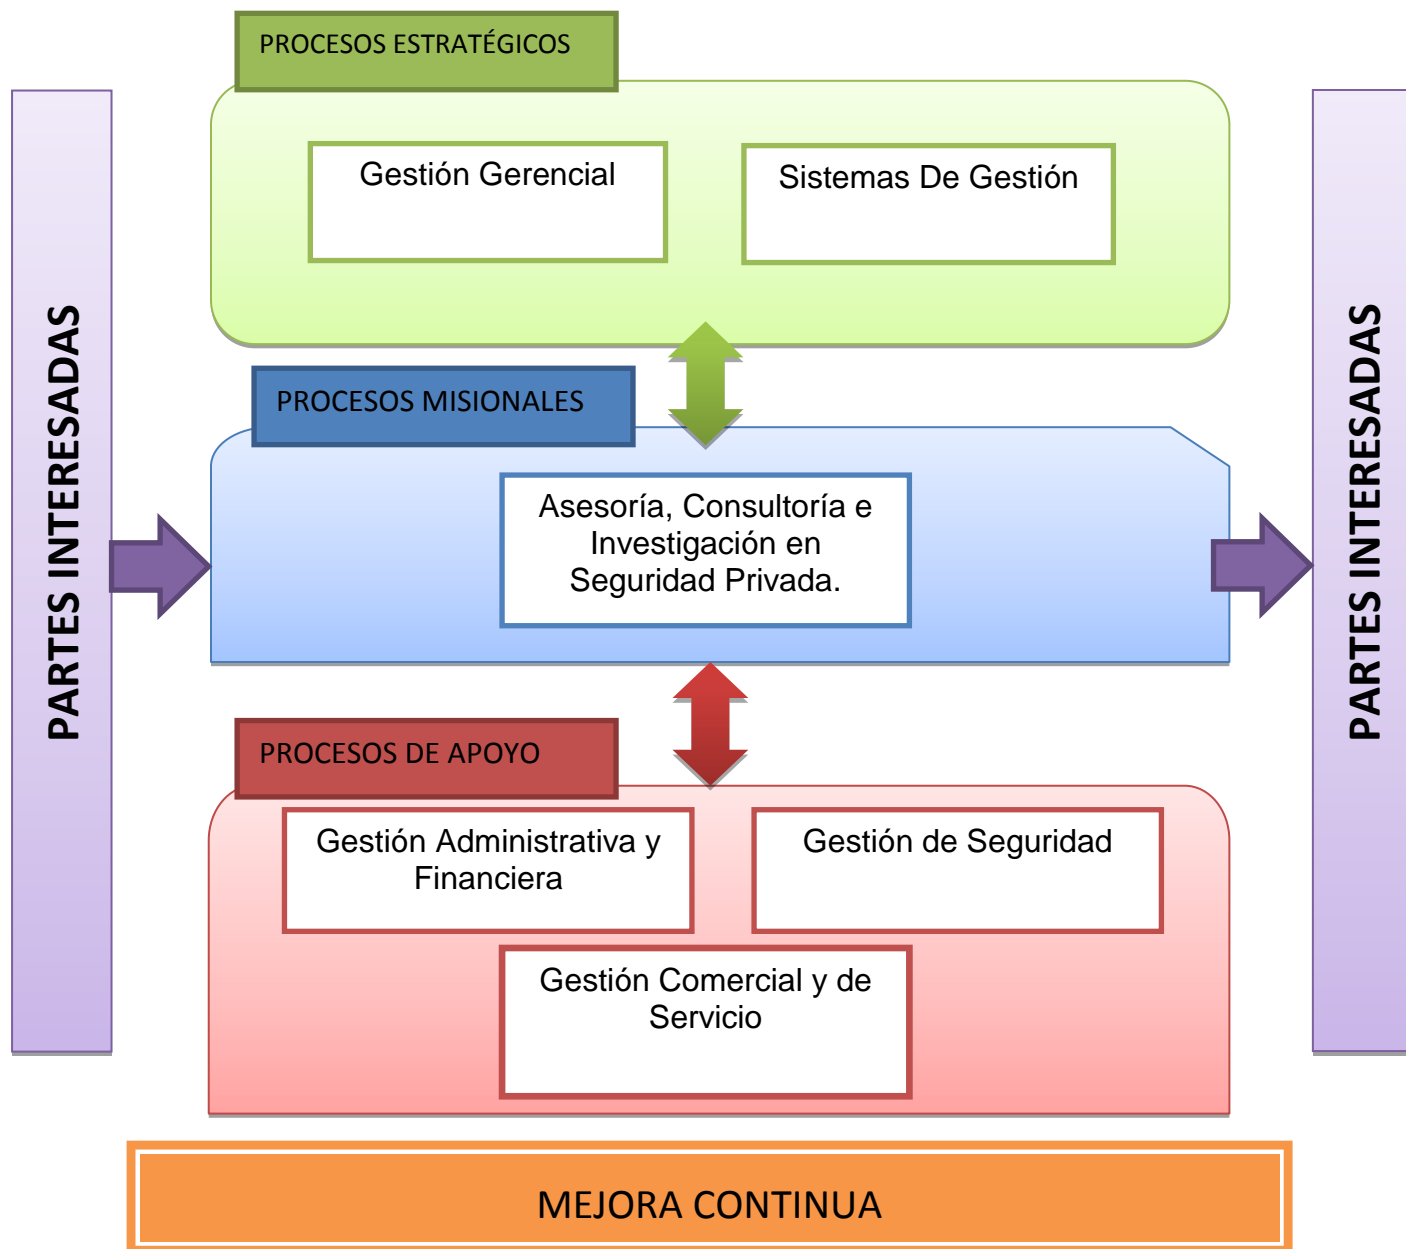 PROCESOS ESTRATÉGICOS
Gestión Gerencial
Sistemas De Gestión
PARTES INTERESADAS
PROCESOS MISIONALES
Asesoría, Consultoría e
Investigación en
Seguridad Privada.
PARTES INTERESADAS
PROCESOS DE APOYO
Gestión Administrativa y
Financiera
Gestión de Seguridad
Gestión Comercial y de
Servicio
MEJORA CONTINUA